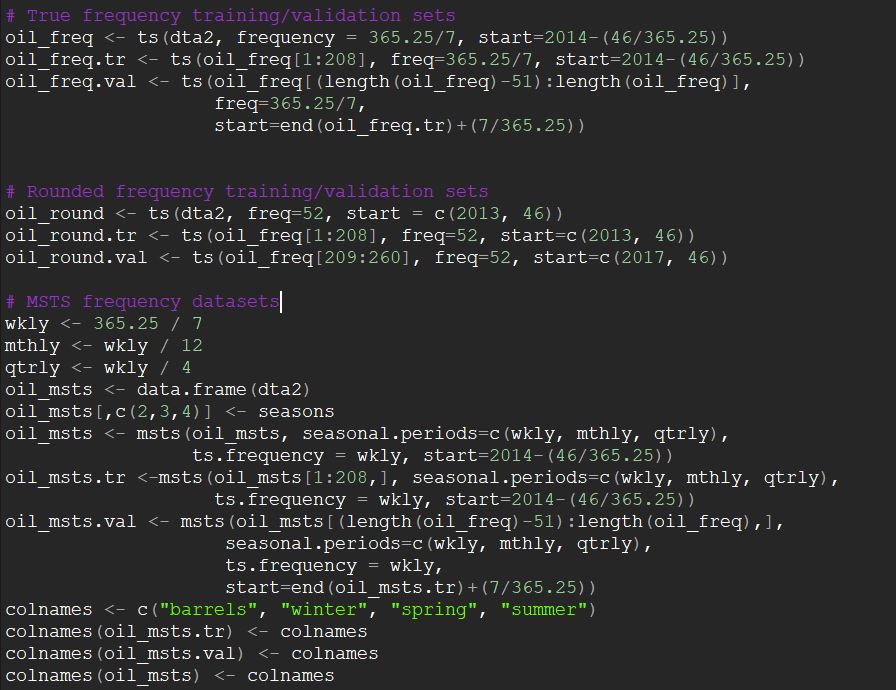 # True frequency training/validation sets
oil_freq <- ts(dta2, frequency = 365.25/7, start=2014-(46/365.25))
oil_freq.tr <- ts(oil_freq[1:208], freq=365.25/7, start=2014-(46/365.25))
oil_freq.val <- ts(oil_freq[(length(oil_freq)-51):length(oil_freq)],
freq=365.25/7,
start=end(oil_freq.tr)+(7/365.25))
# Rounded frequency training/validation sets
oil_round <- ts(dta2, freq=52, start = c(2013, 46))
oil_round.tr <- ts(oil_freq[1:208], freq=52, start=c(2013, 46))
oil_round.val <- ts(oil_freq[209:260], freq=52, start=c(2017, 46))
# MSTS frequency datasets
wkly <- 365.25 / 7
mthly <- wkly / 12
qtrly <- wkly / 4
oil_msts <- data.frame(dta2)
oil_msts[,c(2,3,4)] <- seasons
oil_msts <- msts(oil_msts, seasonal.periods=c(wkly, mthly, qtrly),
ts.frequency = wkly, start=2014-(46/365.25))
oil_msts.tr <-msts(oil_msts[1:208,], seasonal.periods=c(wkly, mthly, qtrly),
ts.frequency = wkly, start=2014-(46/365.25))
oil_msts.val <- msts(oil_msts[(length(oil_freq)-51):length(oil_freq),],
seasonal.periods=c(wkly, mthly, qtrly),
ts.frequency = wkly,
start=end(oil_msts.tr)+(7/365.25))
colnames <- c("barrels", "winter", "spring", "summer")
colnames(oil_msts.tr) <- colnames
colnames(oil_msts.val) <- colnames
colnames(oil_msts) <- colnames